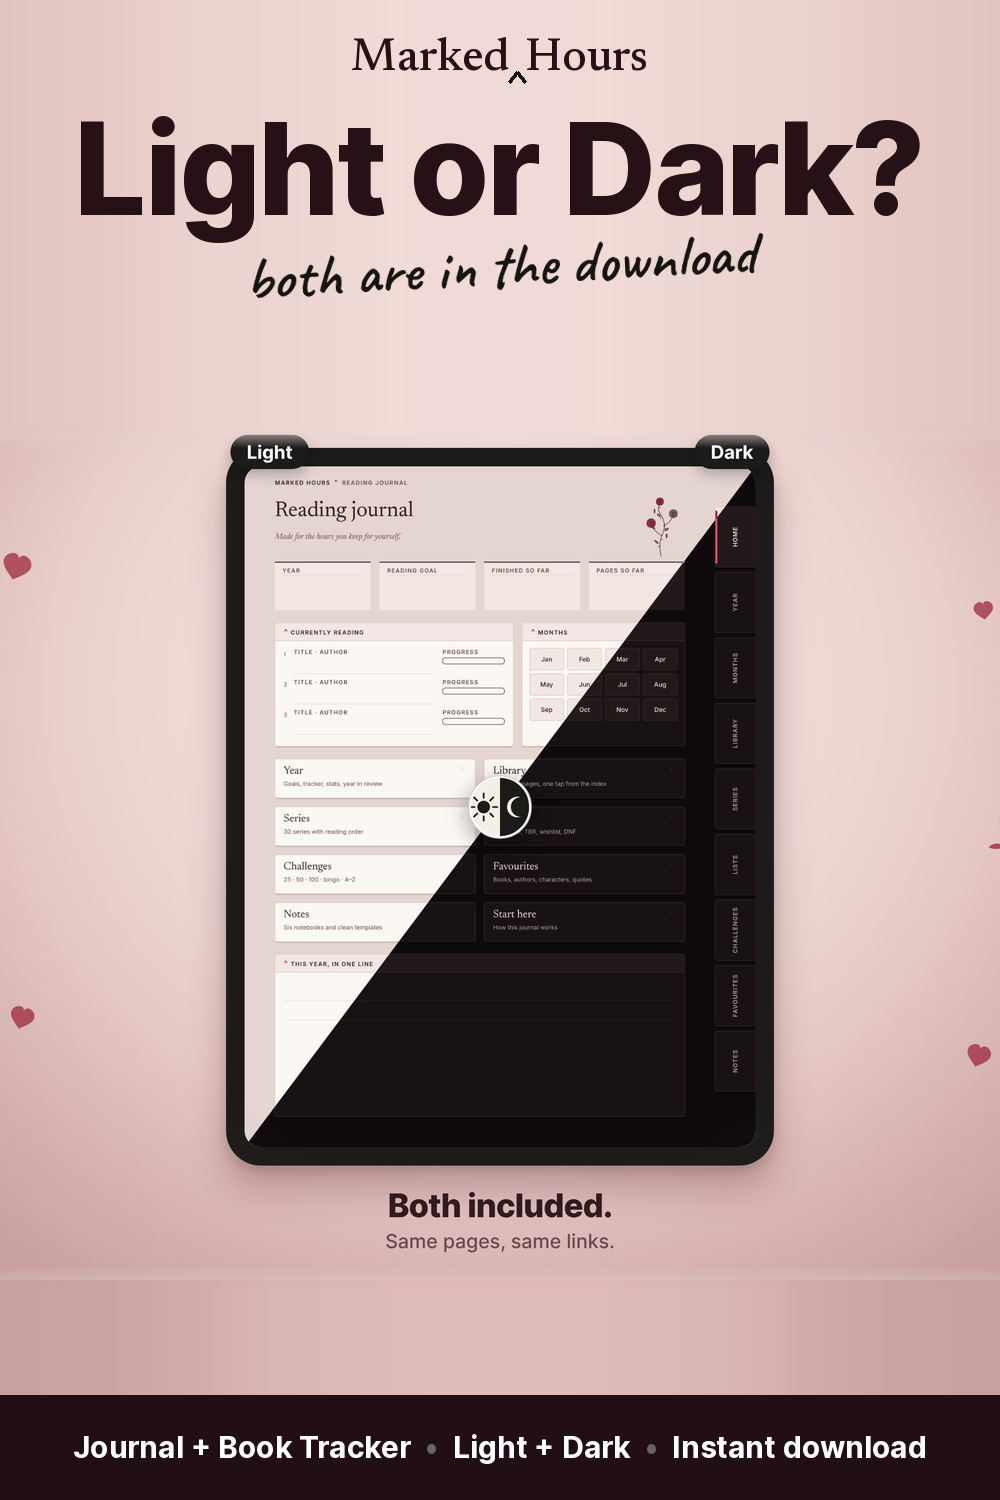 Marked‸Hours
Light or Dark?
both are in the download
Light
Dark
MARKED HOURS ^ READING JOURNAL
Reading journal
Made for the hours you keep for yourself.
YEAR
READING GOAL
FINISHED SO FAR
PAGES SO FAR
^ CURRENTLY READING
1 TITLE · AUTHOR PROGRESS
2 TITLE · AUTHOR PROGRESS
3 TITLE · AUTHOR PROGRESS
^ MONTHS
Jan Feb Mar Apr
May Jun Jul Aug
Sep Oct Nov Dec
Year
Goals, tracker, stats, year in review
Library
pages, one tap from the index
Series
30 series with reading order
TBR, wishlist, DNF
Challenges
25 · 50 · 100 · bingo · A–Z
Favourites
Books, authors, characters, quotes
Notes
Six notebooks and clean templates
Start here
How this journal works
^ THIS YEAR, IN ONE LINE
HOME
YEAR
MONTHS
LIBRARY
SERIES
LISTS
CHALLENGES
FAVOURITES
NOTES
Both included.
Same pages, same links.
Journal + Book Tracker • Light + Dark • Instant download